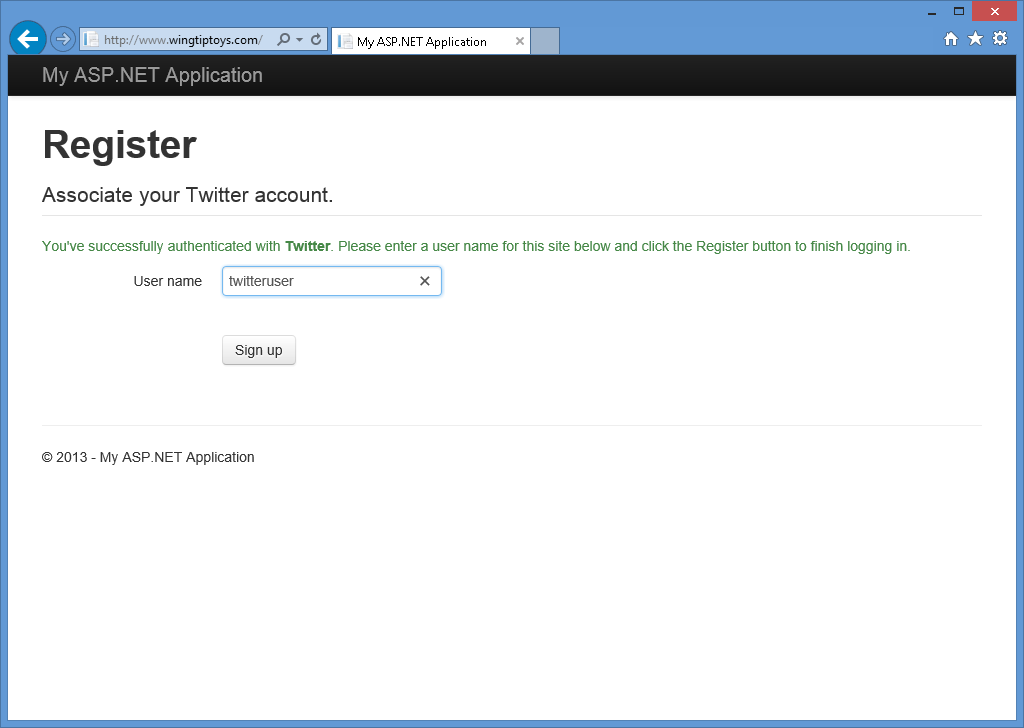 http://www.wingtiptoys.com/
My ASP.NET Application
My ASP.NET Application
Register
Associate your Twitter account.
You've successfully authenticated with Twitter. Please enter a user name for this site below and click the Register button to finish logging in.
User name twitteruser
Sign up
© 2013 - My ASP.NET Application